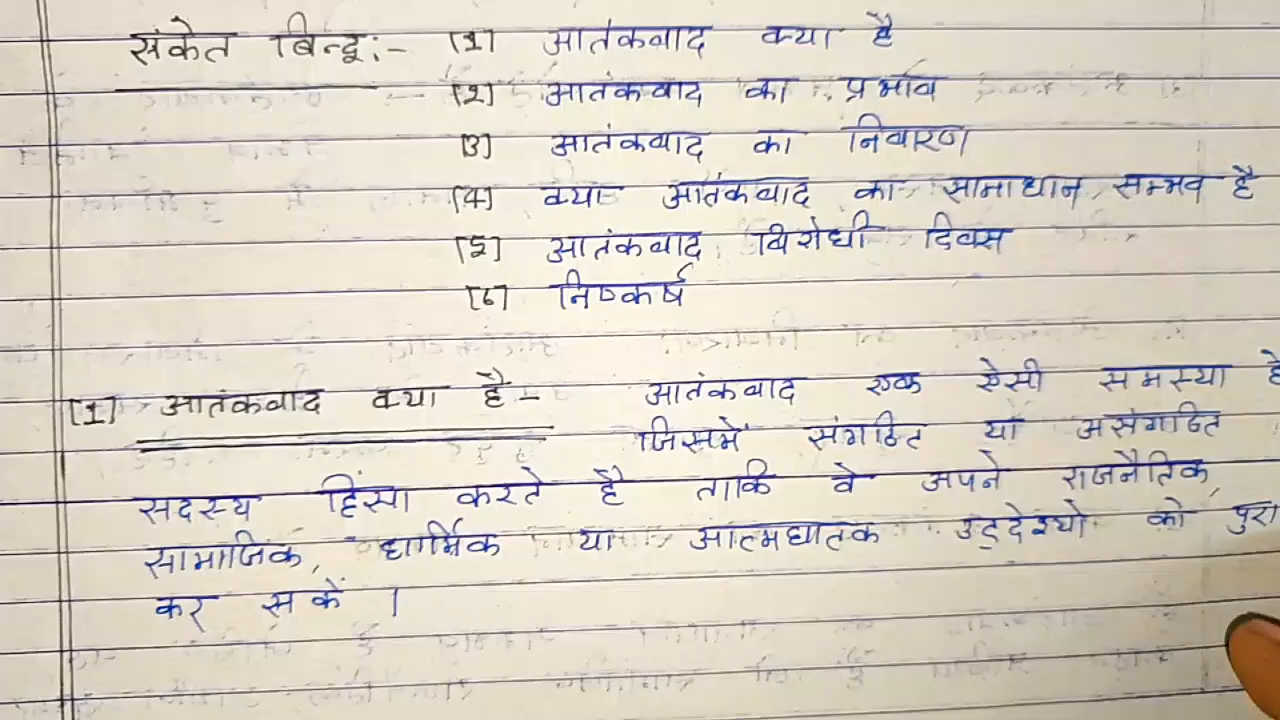 संकेत बिन्दू:- [1] आतंकवाद क्या है
[2] आतंकवाद का प्रभाव
[3] आतंकवाद का निवारण
[4] क्या आतंकवाद का सामाधान सम्भव है
[5] आतंकवाद विरोधी दिवस
[6] निष्कर्ष
[1] आतंकवाद क्या है - आतंकवाद एक ऐसी समस्या है
जिसमें संगठित या असंगठित
सदस्य हिंसा करते है ताकि वे अपने राजनैतिक,
सामाजिक, धार्मिक या आत्मघातक उद्देश्यो को पुरा
कर सकें ।